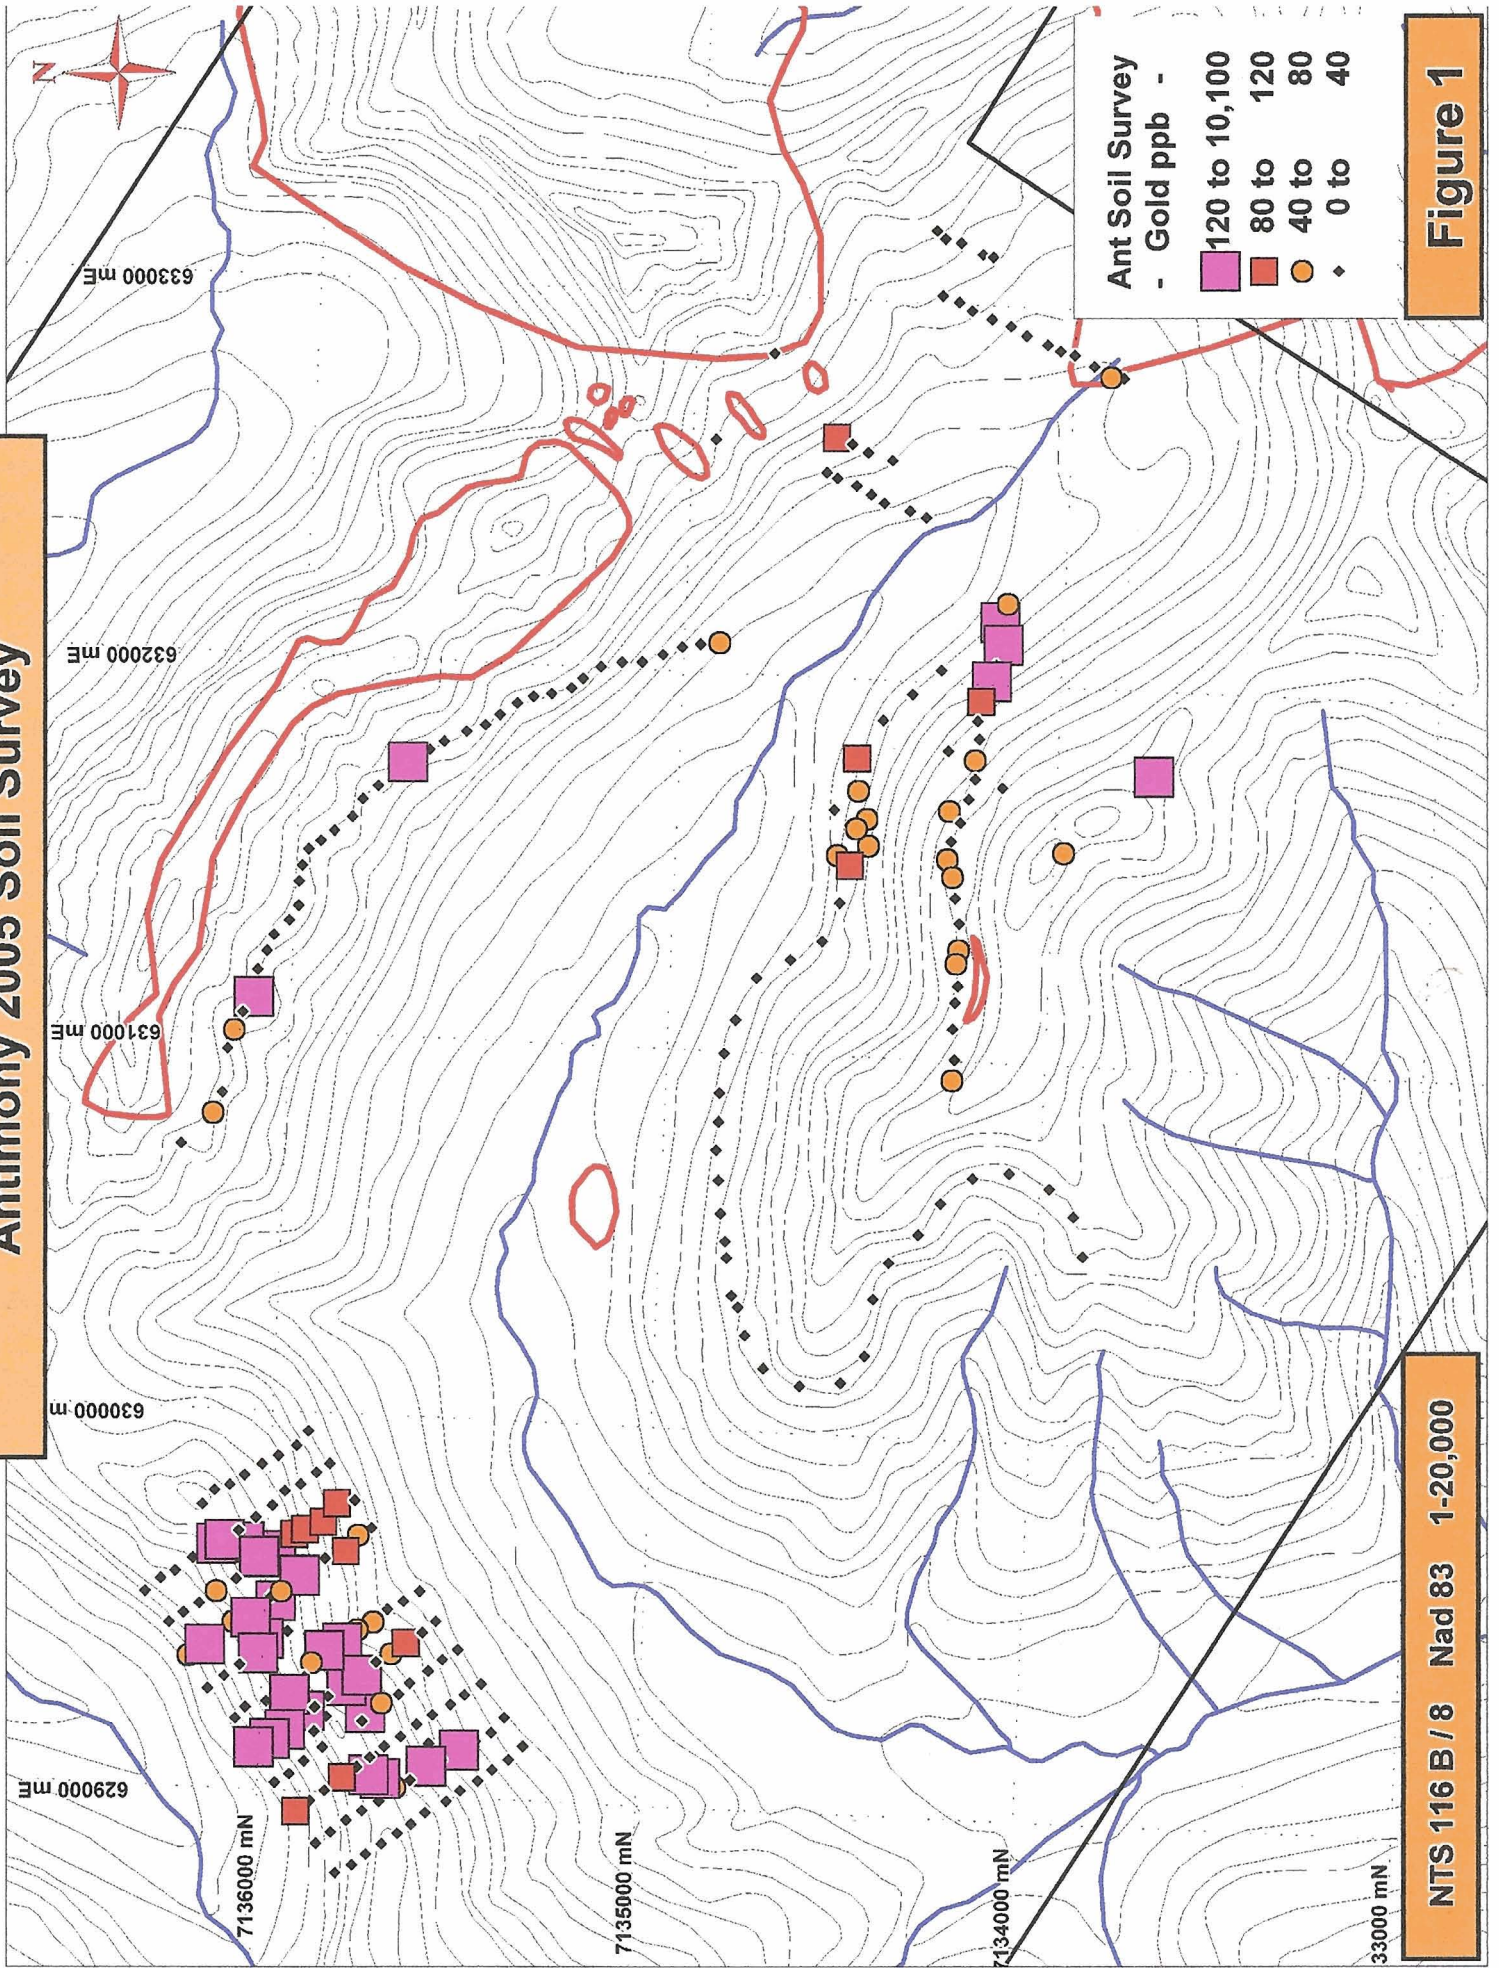 Antimony 2005 Soil Survey
N
629000 mE
630000 m
631000 mE
632000 mE
633000 mE
7136000 mN
7135000 mN
7134000 mN
33000 mN
Ant Soil Survey
- Gold ppb -
120 to 10,100
80 to 120
40 to 80
0 to 40
NTS 116 B / 8 Nad 83 1-20,000
Figure 1